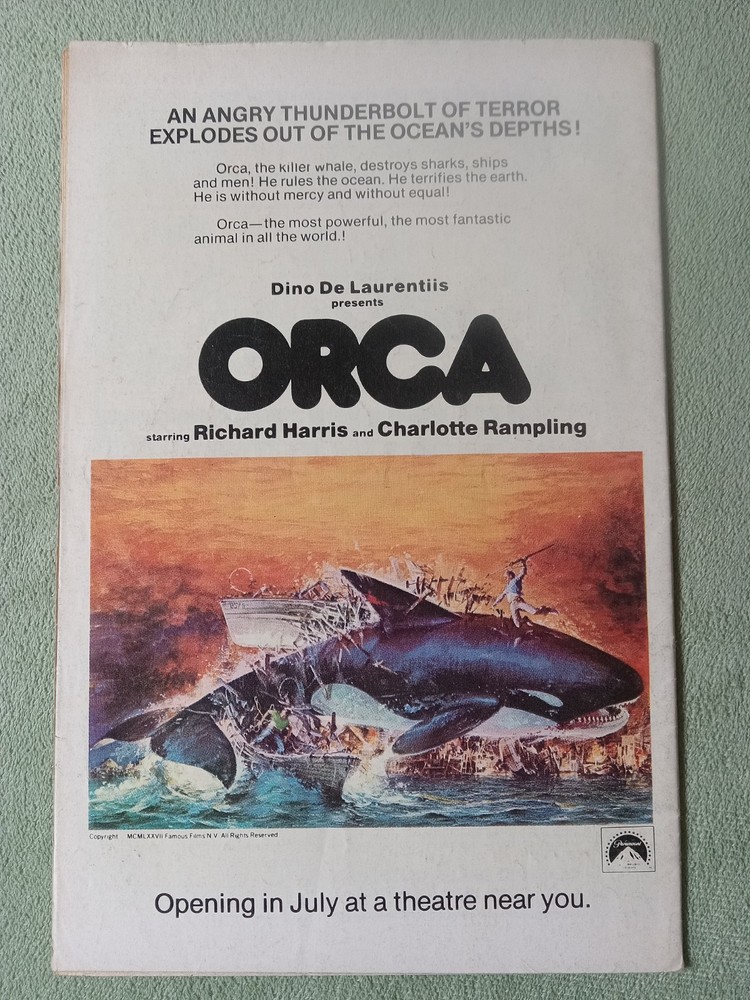 AN ANGRY THUNDERBOLT OF TERROR
EXPLODES OUT OF THE OCEAN'S DEPTHS!
Orca, the killer whale, destroys sharks, ships
and men! He rules the ocean. He terrifies the earth.
He is without mercy and without equal!
Orca—the most powerful, the most fantastic
animal in all the world.!
Dino De Laurentiis
presents
ORCA
starring Richard Harris and Charlotte Rampling
Copyright MCMLXXVII Famous Films N.V. All Rights Reserved
Paramount
Opening in July at a theatre near you.